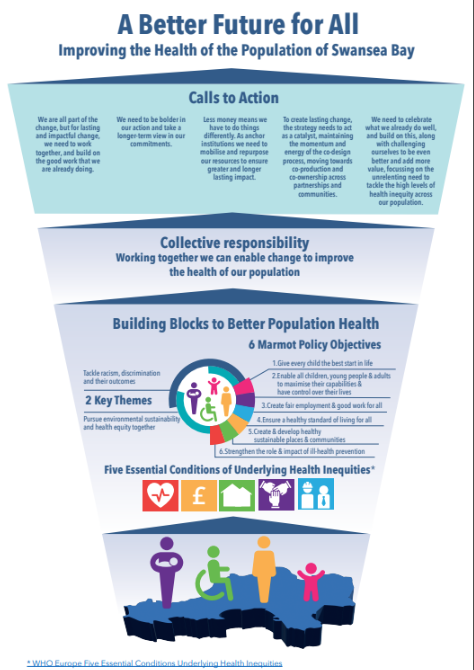 A Better Future for All
Improving the Health of the Population of Swansea Bay
Calls to Action
We are all part of the
change, but for lasting
and impactful change,
we need to work
together, and build on
the good work that we
are already doing.
We need to be bolder in
our action and take a
longer-term view in our
commitments.
Less money means we
have to do things
differently. As anchor
institutions we need to
mobilise and repurpose
our resources to ensure
greater and longer
lasting impact.
To create lasting change,
the strategy needs to act
as a catalyst, maintaining
the momentum and
energy of the co-design
process, moving towards
co-production and
co-ownership across
partnerships and
communities.
We need to celebrate
what we already do well,
and build on this, along
with challenging
ourselves to be even
better and add more
value, focussing on the
unrelenting need to
tackle the high levels of
health inequity across
our population.
Collective responsibility
Working together we can enable change to improve
the health of our population
Building Blocks to Better Population Health
6 Marmot Policy Objectives
1.Give every child the best start in life
2.Enable all children, young people & adults
to maximise their capabilities &
have control over their lives
3.Create fair employment & good work for all
4.Ensure a healthy standard of living for all
5.Create & develop healthy
sustainable places & communities
6.Strengthen the role & impact of ill-health prevention
Tackle racism, discrimination
and their outcomes
2 Key Themes
Pursue environmental sustainability
and health equity together
Five Essential Conditions of Underlying Health Inequities*
£
* WHO Europe Five Essential Conditions Underlying Health Inequities